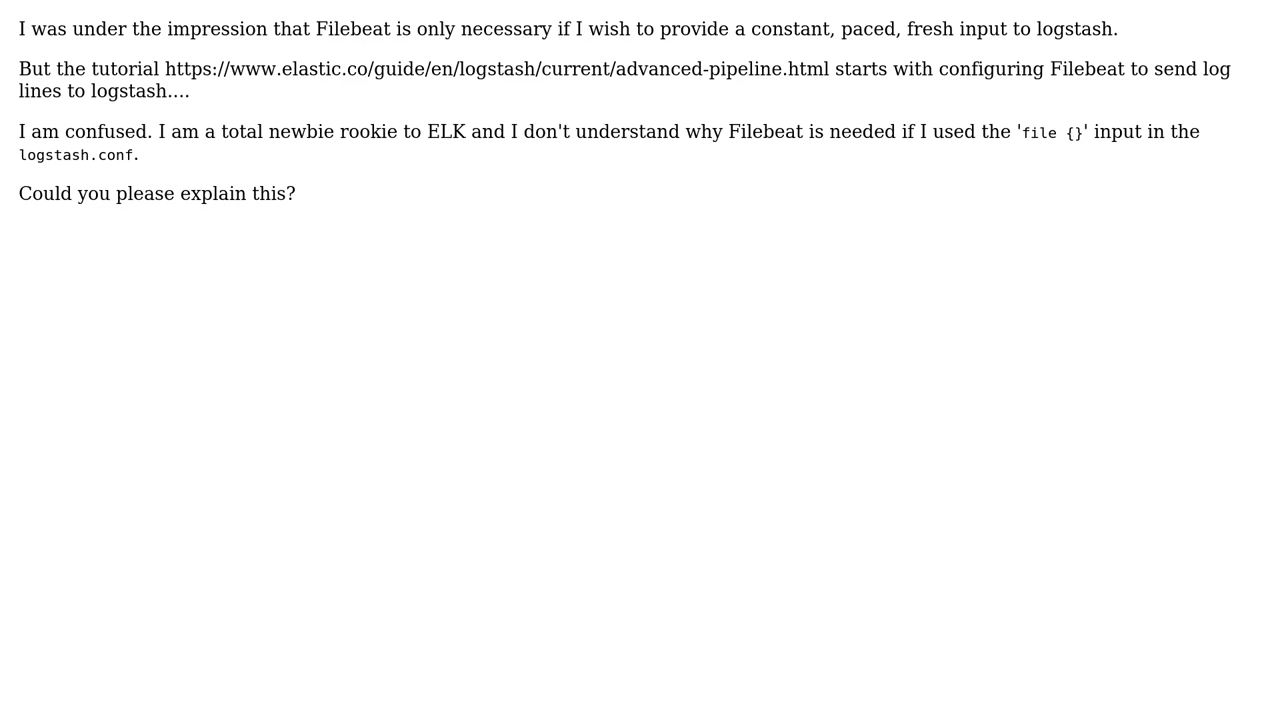 I was under the impression that Filebeat is only necessary if I wish to provide a constant, paced, fresh input to logstash.
But the tutorial https://www.elastic.co/guide/en/logstash/current/advanced-pipeline.html starts with configuring Filebeat to send log
lines to logstash....
I am confused. I am a total newbie rookie to ELK and I don't understand why Filebeat is needed if I used the 'file {}' input in the
logstash.conf.
Could you please explain this?